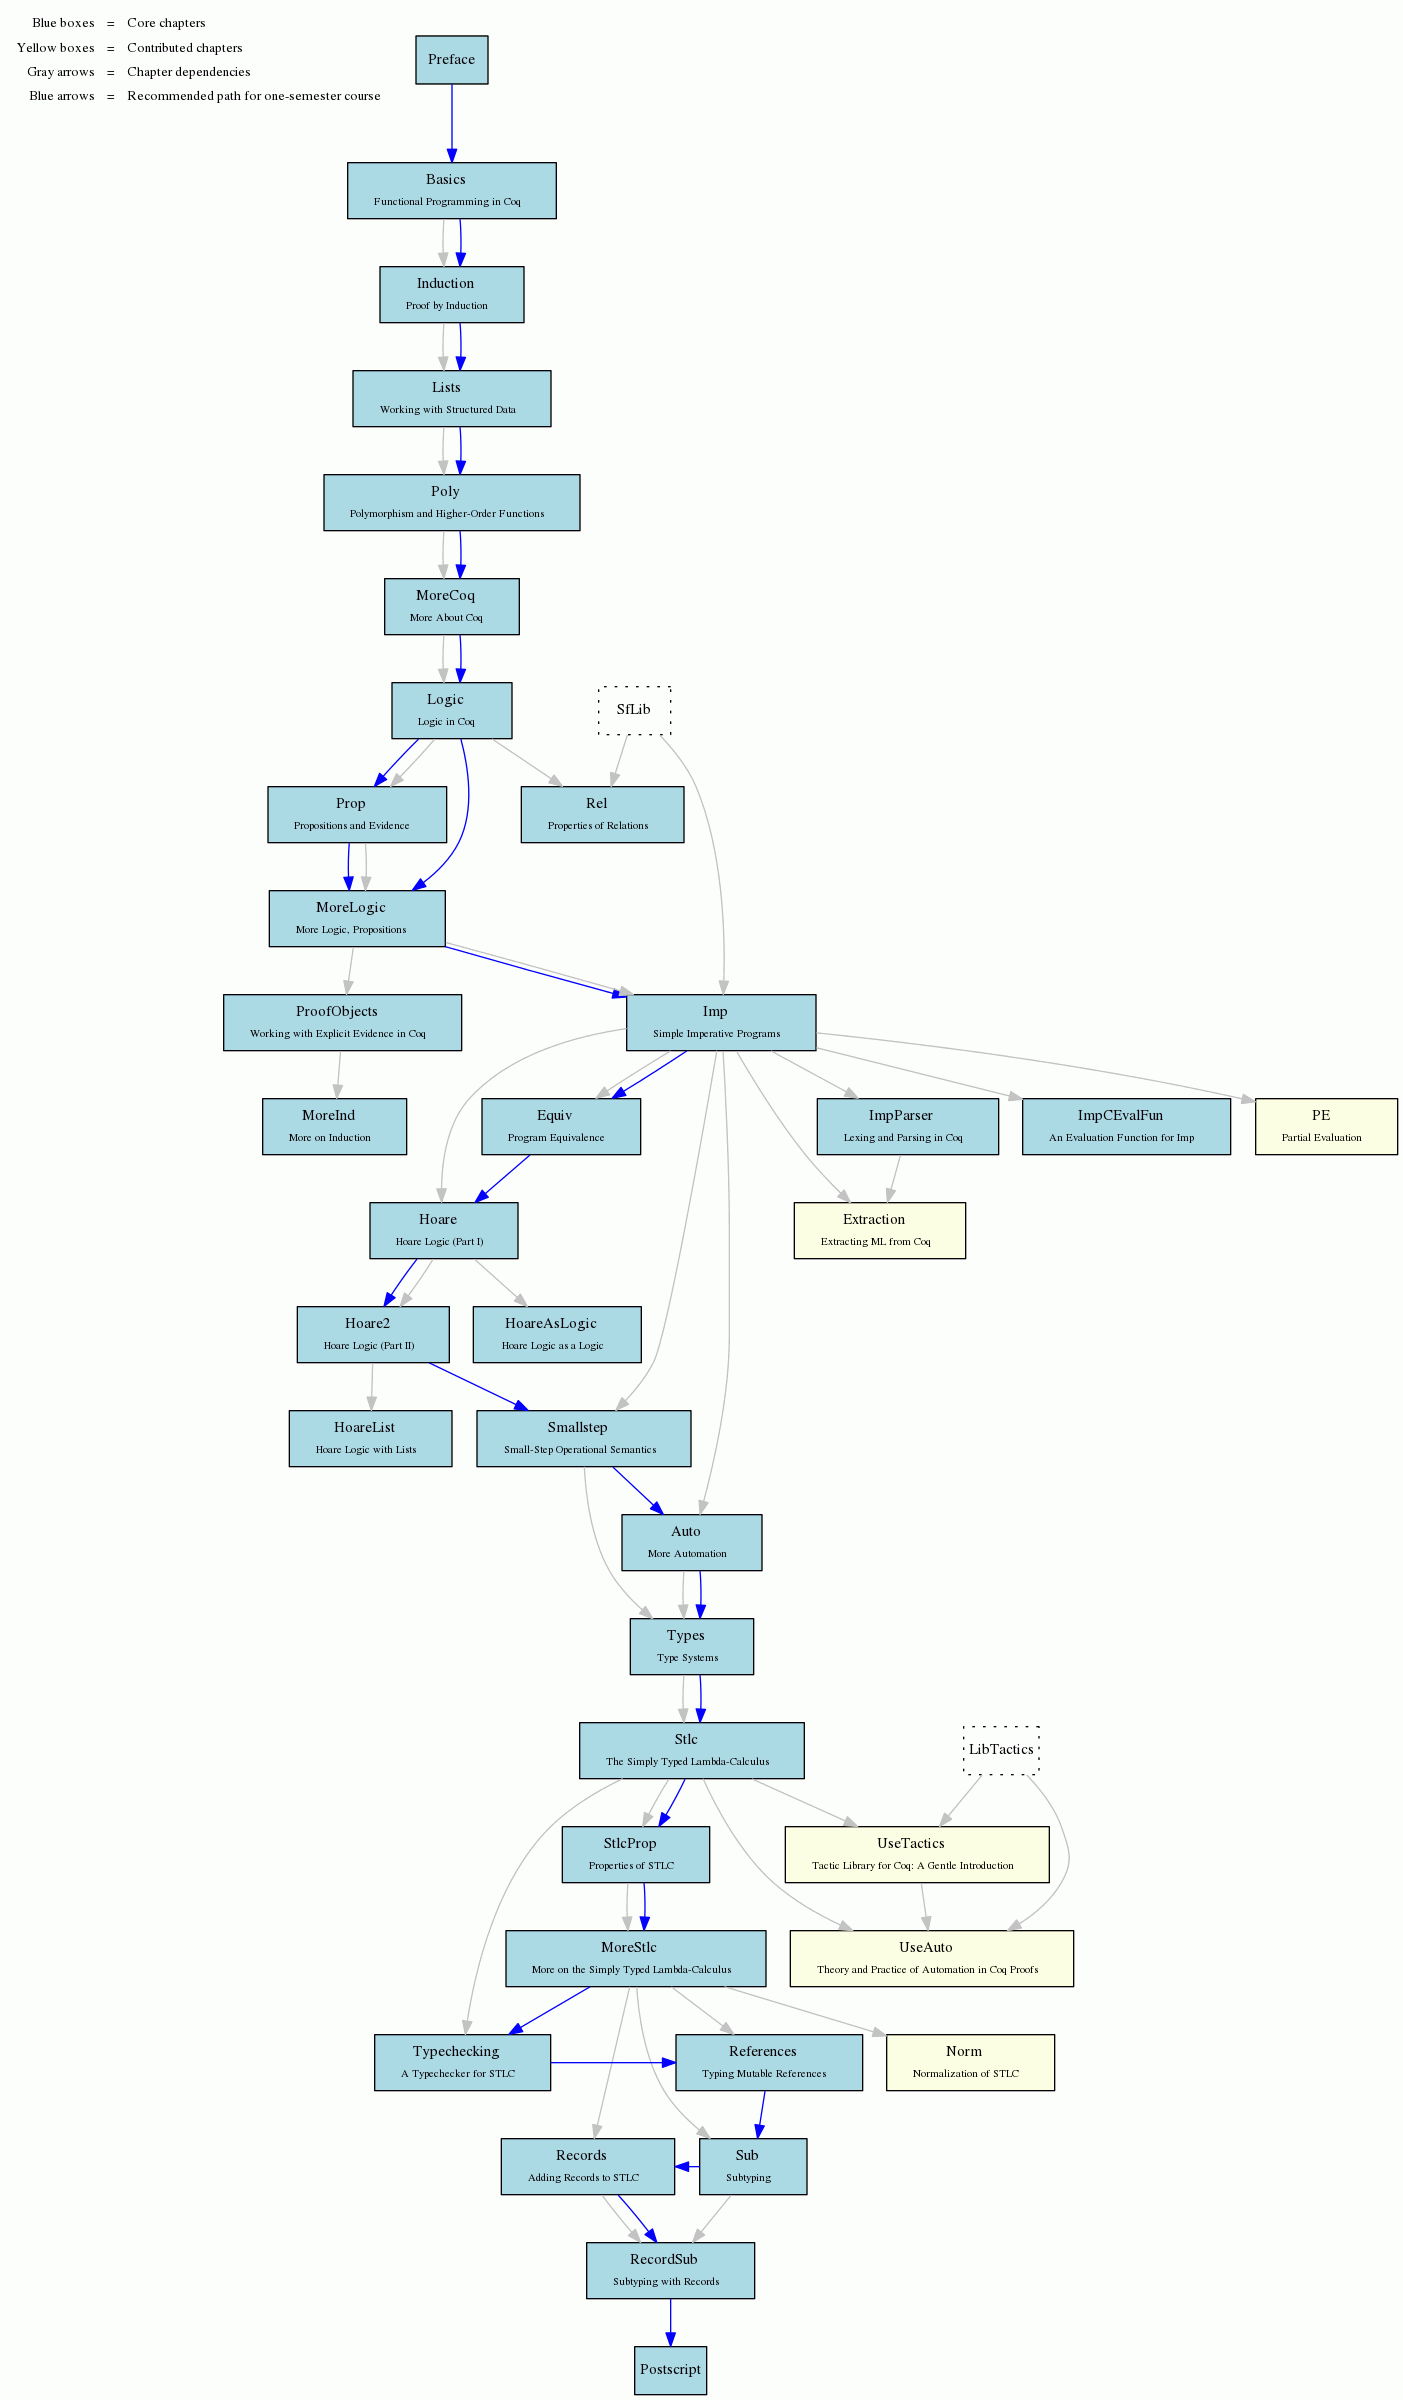 Blue boxes = Core chapters
Yellow boxes = Contributed chapters
Gray arrows = Chapter dependencies
Blue arrows = Recommended path for one-semester course
Preface
Basics
Functional Programming in Coq
Induction
Proof by Induction
Lists
Working with Structured Data
Poly
Polymorphism and Higher-Order Functions
MoreCoq
More About Coq
Logic
Logic in Coq
SfLib
Prop
Propositions and Evidence
Rel
Properties of Relations
MoreLogic
More Logic, Propositions
ProofObjects
Working with Explicit Evidence in Coq
Imp
Simple Imperative Programs
MoreInd
More on Induction
Equiv
Program Equivalence
ImpParser
Lexing and Parsing in Coq
ImpCEvalFun
An Evaluation Function for Imp
PE
Partial Evaluation
Hoare
Hoare Logic (Part I)
Extraction
Extracting ML from Coq
Hoare2
Hoare Logic (Part II)
HoareAsLogic
Hoare Logic as a Logic
HoareList
Hoare Logic with Lists
Smallstep
Small-Step Operational Semantics
Auto
More Automation
Types
Type Systems
Stlc
The Simply Typed Lambda-Calculus
LibTactics
StlcProp
Properties of STLC
UseTactics
Tactic Library for Coq: A Gentle Introduction
MoreStlc
More on the Simply Typed Lambda-Calculus
UseAuto
Theory and Practice of Automation in Coq Proofs
Typechecking
A Typechecker for STLC
References
Typing Mutable References
Norm
Normalization of STLC
Records
Adding Records to STLC
Sub
Subtyping
RecordSub
Subtyping with Records
Postscript